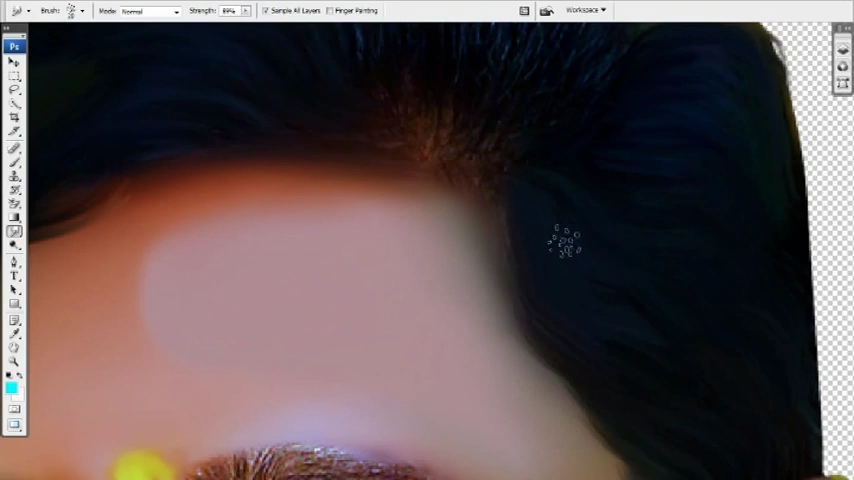 Brush: Mode: Normal Strength: 89% Sample All Layers Finger Painting Workspace
Ps
T